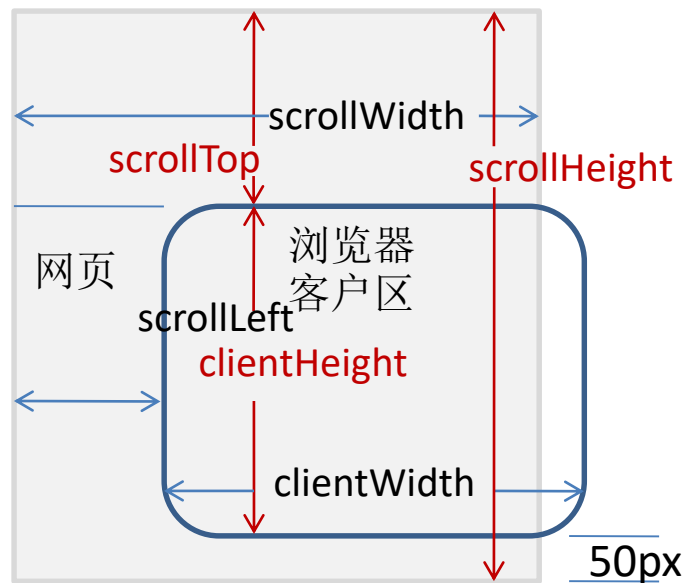 scrollWidth
scrollTop
scrollHeight
浏览器
客户区
网页
scrollLeft
clientHeight
clientWidth
50px